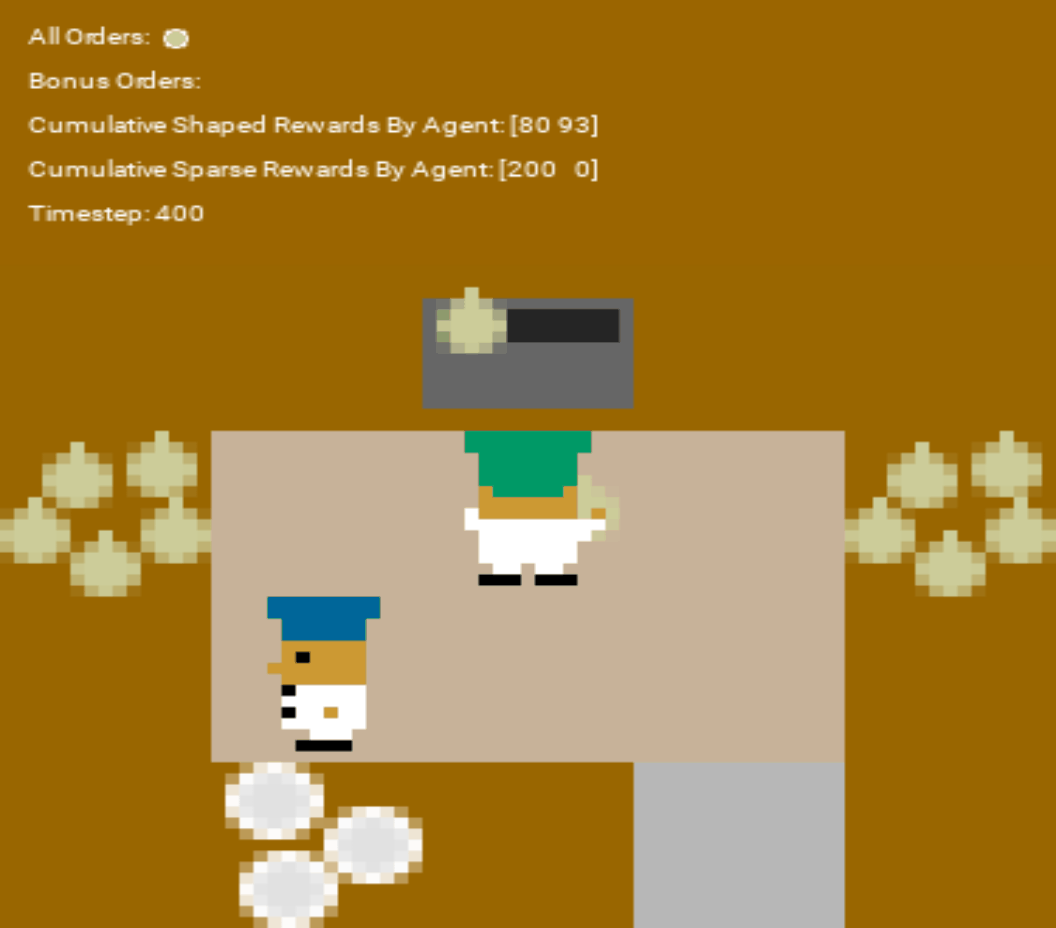 All Orders:
Bonus Orders:
Cumulative Shaped Rewards By Agent: [80 93]
Cumulative Sparse Rewards By Agent: [200 0]
Timestep: 400